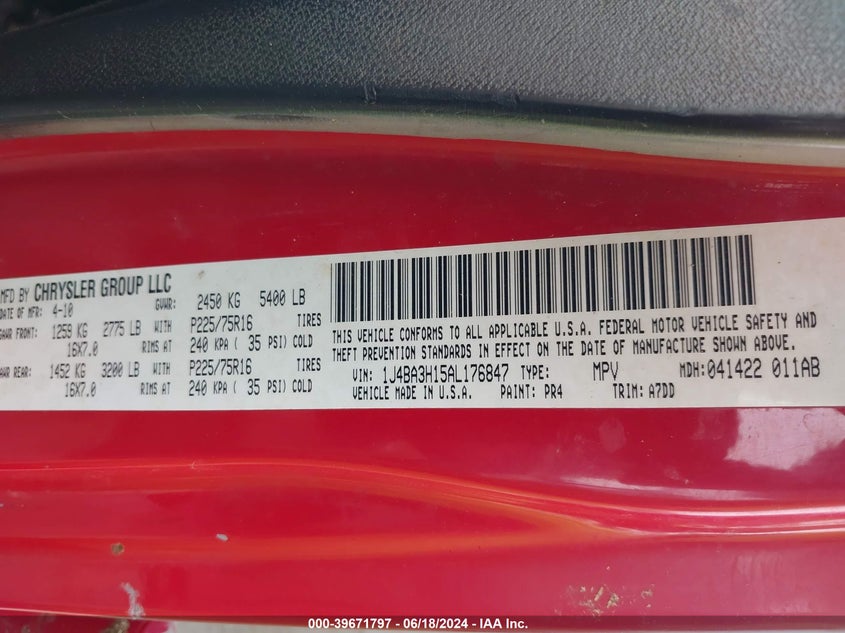 MFD BY CHRYSLER GROUP LLC
DATE OF MFR: 4-10 GVWR: 2450 KG 5400 LB
GAWR FRONT: 1259 KG 2775 LB WITH P225/75R16 TIRES
16X7.0 RIMS AT 240 KPA ( 35 PSI) COLD
GAWR REAR: 1452 KG 3200 LB WITH P225/75R16 TIRES
16X7.0 RIMS AT 240 KPA ( 35 PSI) COLD
THIS VEHICLE CONFORMS TO ALL APPLICABLE U.S.A. FEDERAL MOTOR VEHICLE SAFETY AND
THEFT PREVENTION STANDARDS IN EFFECT ON THE DATE OF MANUFACTURE SHOWN ABOVE.
VIN: 1J4BA3H15AL176847 TYPE: MPV MDH: 041422 011AB
VEHICLE MADE IN U.S.A. PAINT: PR4 TRIM: A7DD
000-39671797 - 06/18/2024 - IAA Inc.